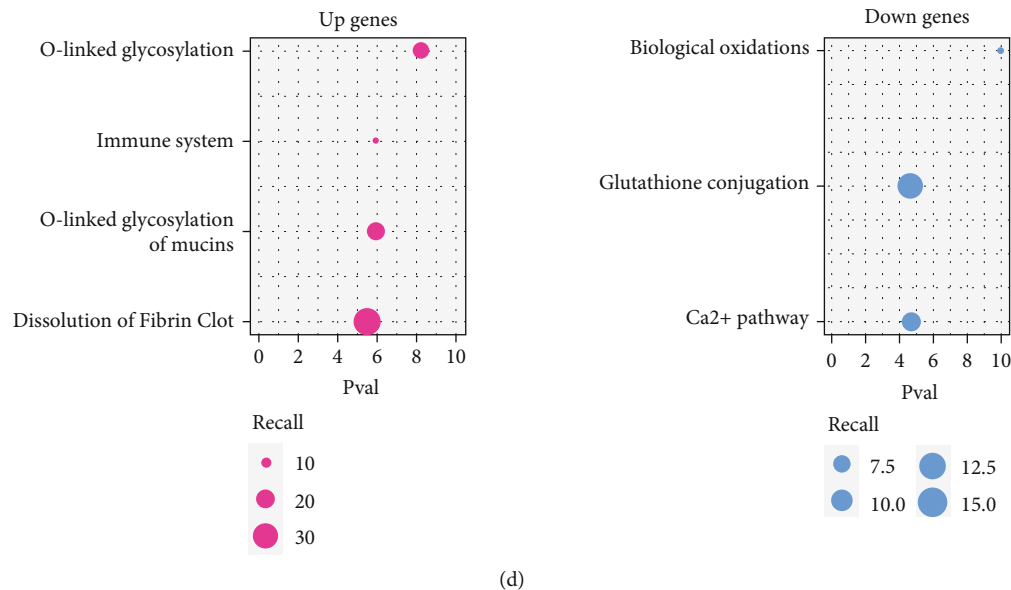 Up genes
O-linked glycosylation
Immune system
O-linked glycosylation
of mucins
Dissolution of Fibrin Clot
0 2 4 6 8 10
Pval
Recall
10
20
30
Down genes
Biological oxidations
Glutathione conjugation
Ca2+ pathway
0 2 4 6 8 10
Pval
Recall
7.5 12.5
10.0 15.0
(d)